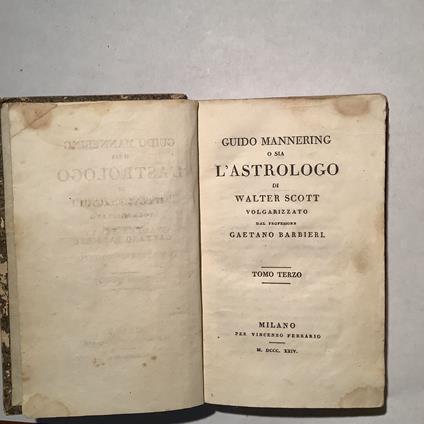 GUIDO MANNERING
O SIA
L'ASTROLOGO
DI
WALTER SCOTT
VOLGARIZZATO
DAL PROFESSORE
GAETANO BARBIERI.
TOMO TERZO
MILANO
PER VINCENZO FERRARIO
M. DCCC. XXIV.